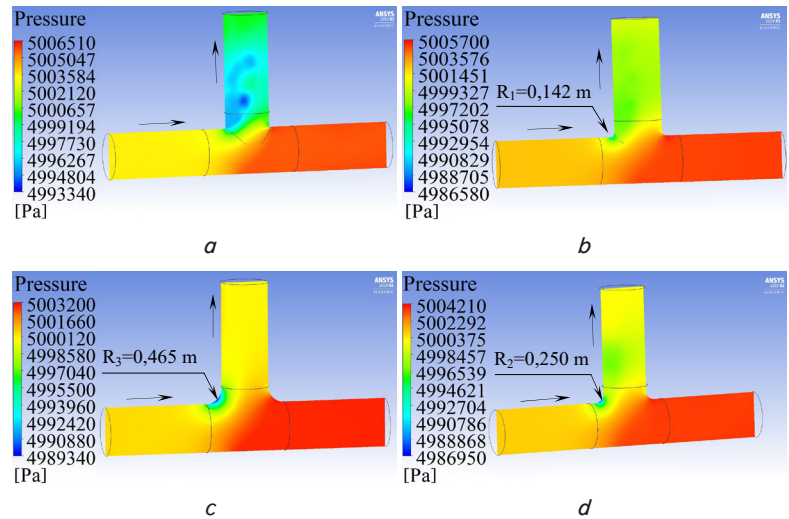 Pressure
5006510
5005047
5003584
5002120
5000657
4999194
4997730
4996267
4994804
4993340
[Pa]
ANSYS
a
Pressure
5005700
5003576
5001451
4999327
4997202
4995078
4992954
4990829
4988705
4986580
[Pa]
R₁=0,142 m
ANSYS
b
Pressure
5003200
5001660
5000120
4998580
4997040
4995500
4993960
4992420
4990880
4989340
[Pa]
R₃=0,465 m
ANSYS
c
Pressure
5004210
5002292
5000375
4998457
4996539
4994621
4992704
4990786
4988868
4986950
[Pa]
R₂=0,250 m
ANSYS
d